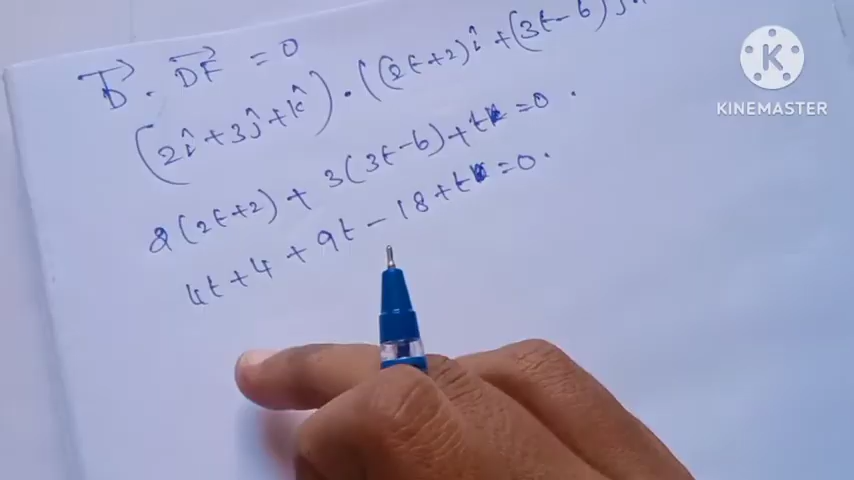 D⃗ . DF⃗ = 0
(2î+3ĵ+k̂) . ((2t+2)î+(3t-6)ĵ+
2(2t+2) + 3(3t-6)+t =0 .
4t+4 + 9t - 18+t =0.
K
KINEMASTER